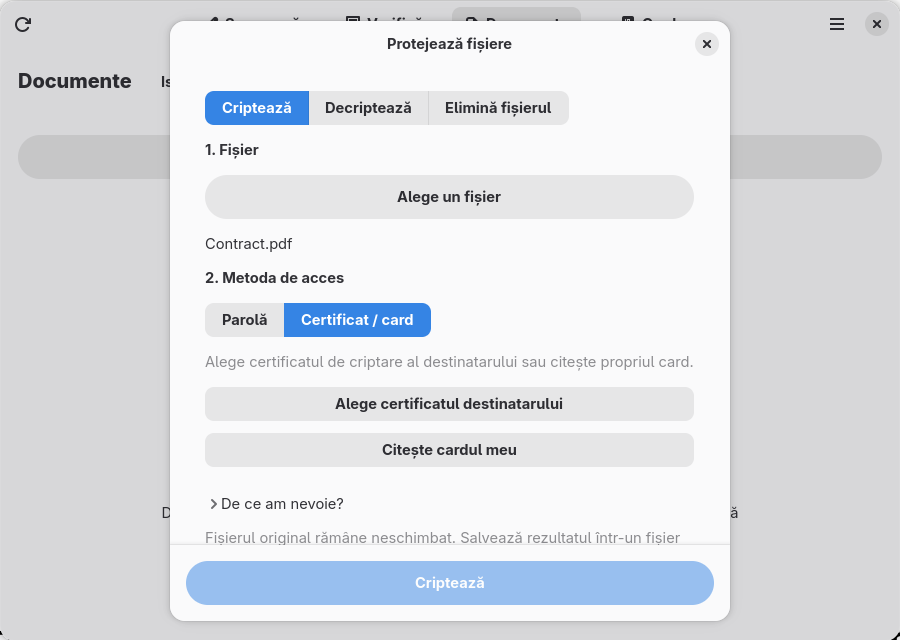 Protejează fișiere
Documente
Criptează
Decriptează
Elimină fișierul
1. Fișier
Alege un fișier
Contract.pdf
2. Metoda de acces
Parolă
Certificat / card
Alege certificatul de criptare al destinatarului sau citește propriul card.
Alege certificatul destinatarului
Citește cardul meu
De ce am nevoie?
Fișierul original rămâne neschimbat. Salvează rezultatul într-un fișier
Criptează